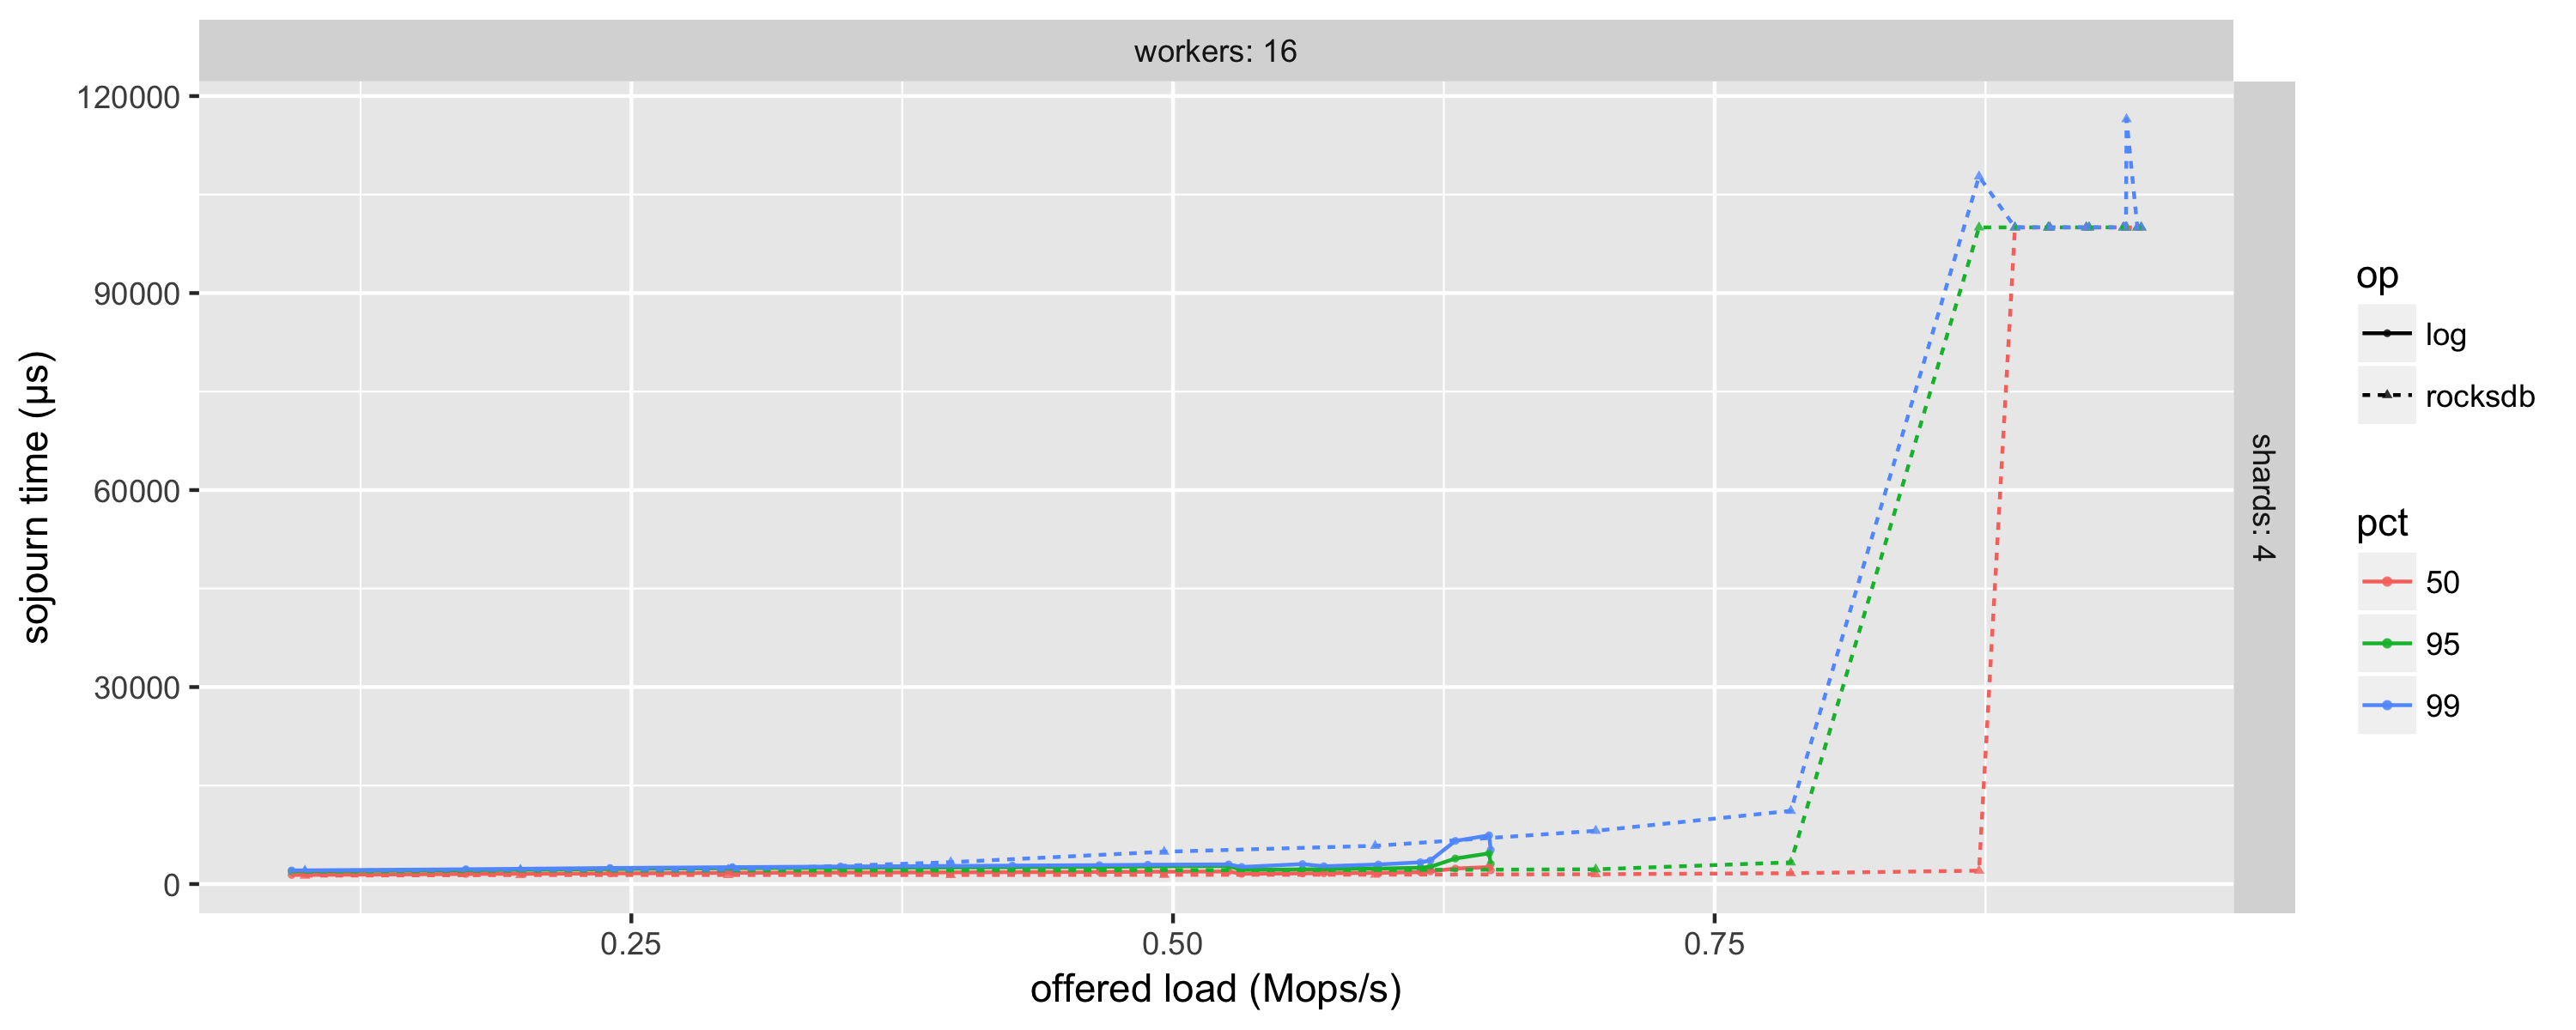 workers: 16
120000
90000
60000
30000
0
sojourn time (µs)
0.25
0.50
0.75
offered load (Mops/s)
shards: 4
op
log
rocksdb
pct
50
95
99